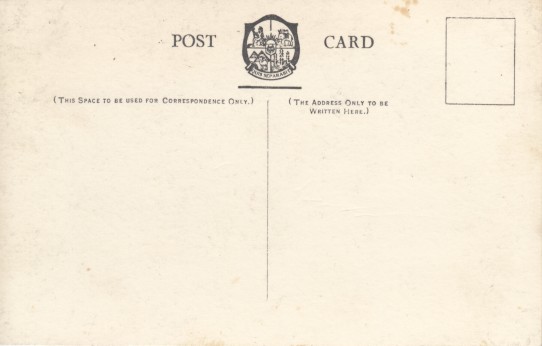 POST CARD
(THIS SPACE TO BE USED FOR CORRESPONDENCE ONLY.)
(THE ADDRESS ONLY TO BE
WRITTEN HERE.)